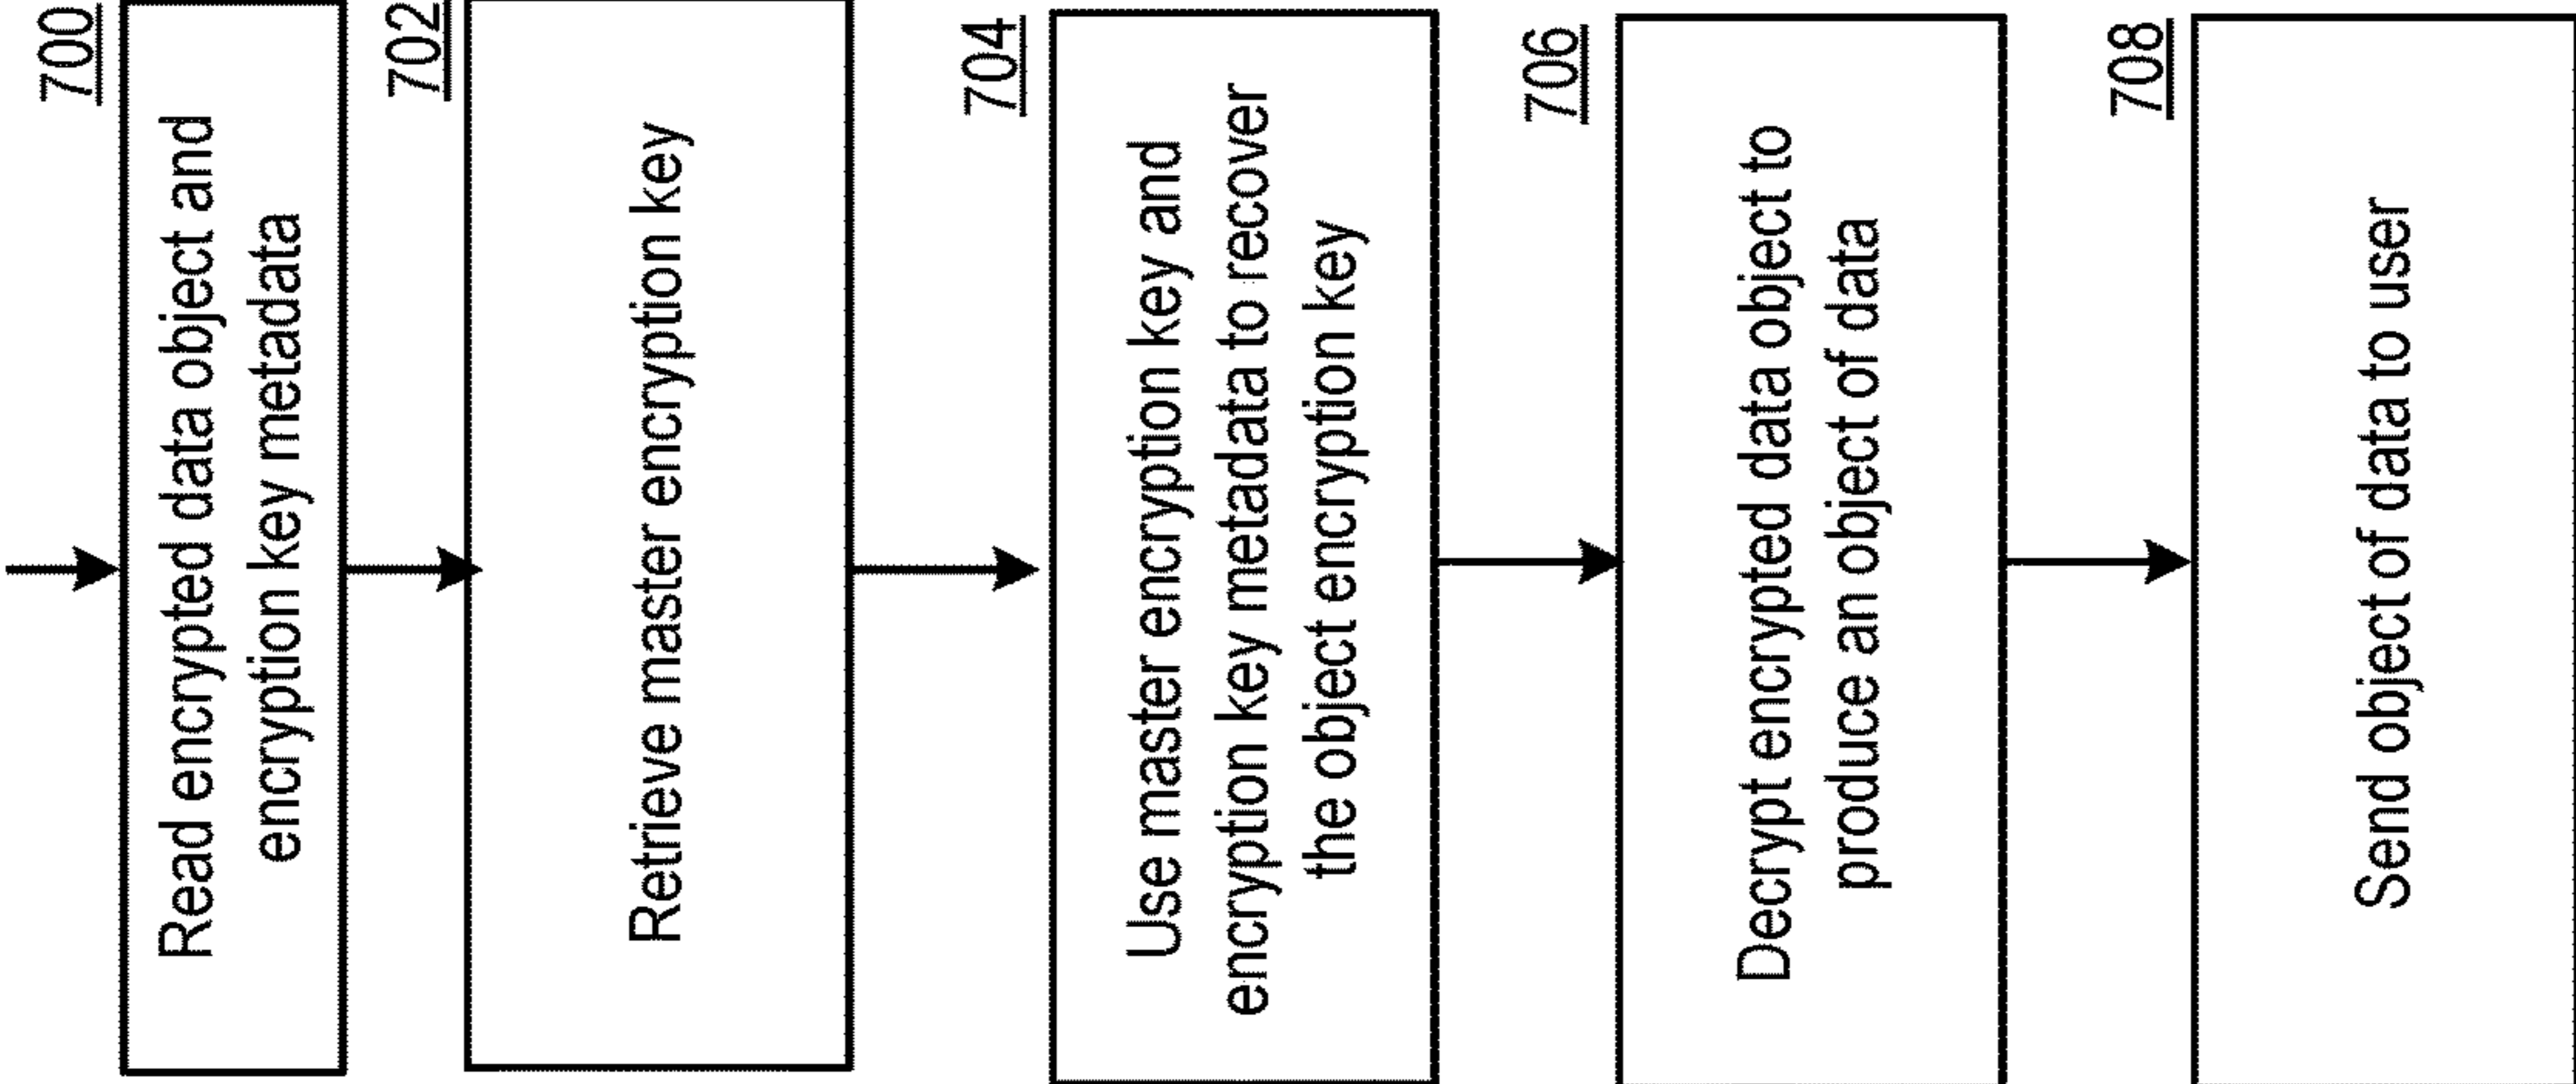 700
Read encrypted data object and
encryption key metadata
702
Retrieve master encryption key
704
Use master encryption key and
encryption key metadata to recover
the object encryption key
706
Decrypt encrypted data object to
produce an object of data
708
Send object of data to user